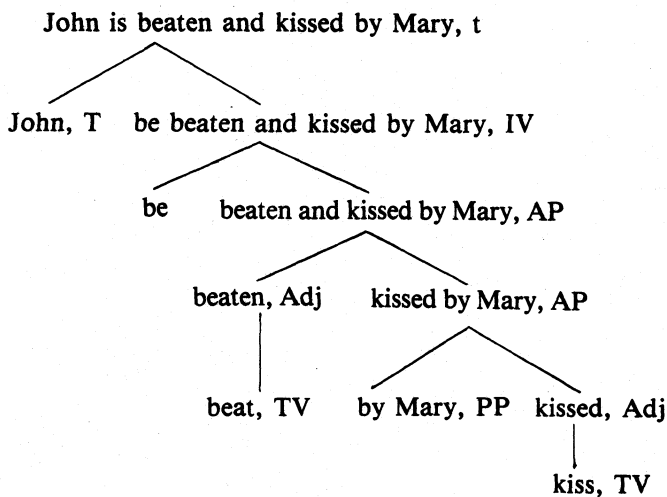 John is beaten and kissed by Mary, t
John, T be beaten and kissed by Mary, IV
be beaten and kissed by Mary, AP
beaten, Adj kissed by Mary, AP
beat, TV by Mary, PP kissed, Adj
kiss, TV